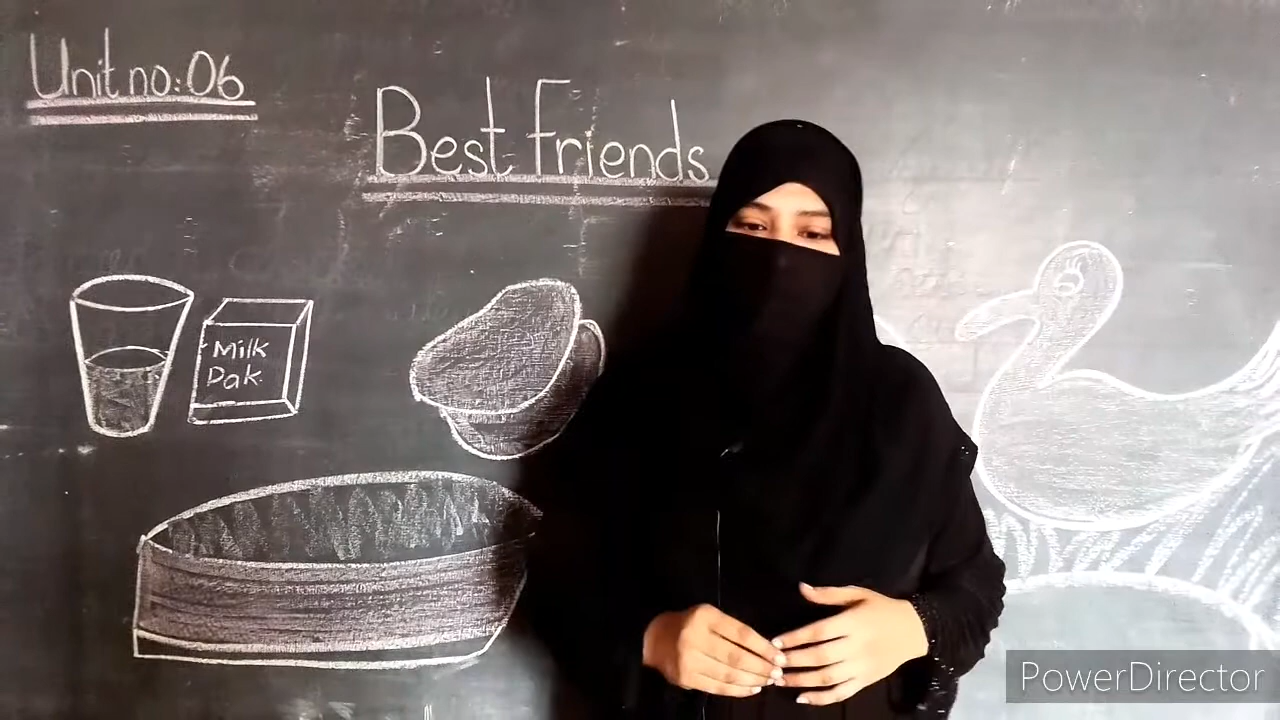 Unit no: 06
Best Friends
Milk
Pak.
PowerDirector